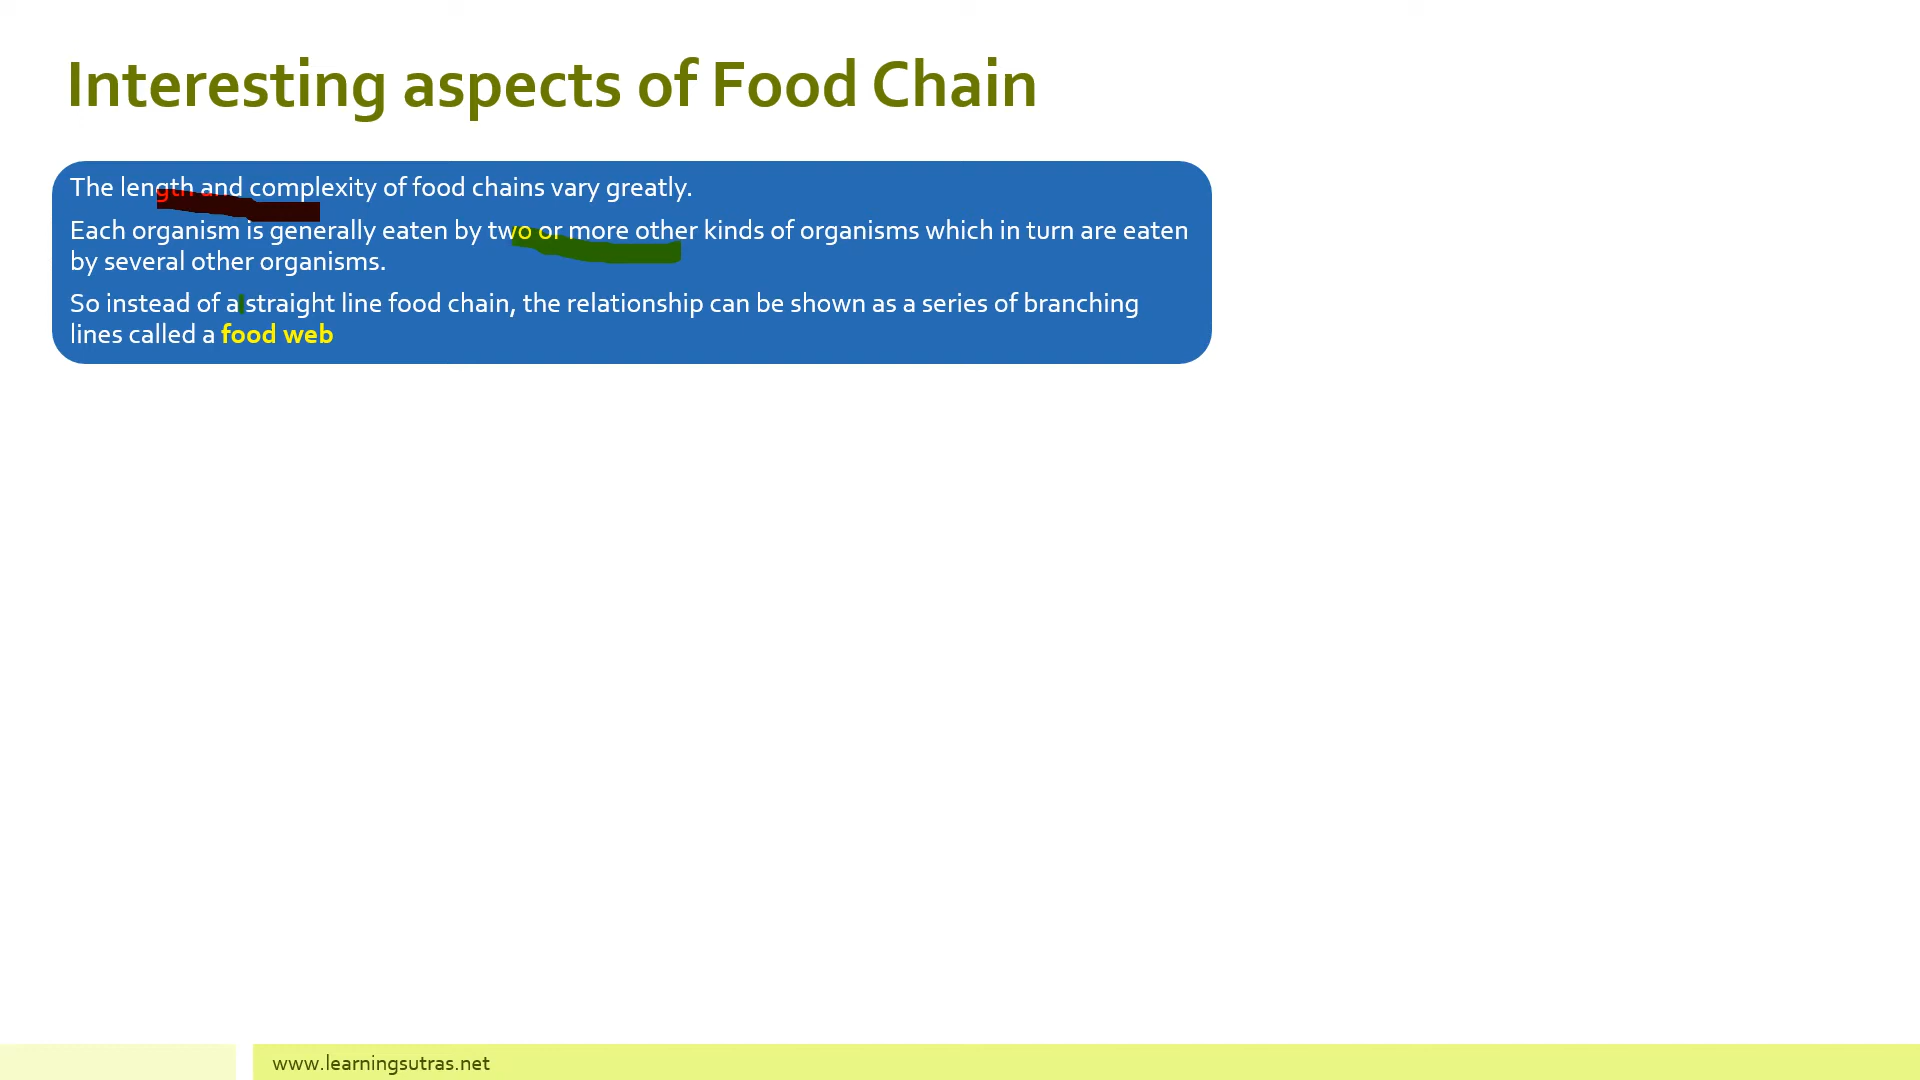 Interesting aspects of Food Chain
The length and complexity of food chains vary greatly.
Each organism is generally eaten by two or more other kinds of organisms which in turn are eaten
by several other organisms.
So instead of a straight line food chain, the relationship can be shown as a series of branching
lines called a food web
www.learningsutras.net